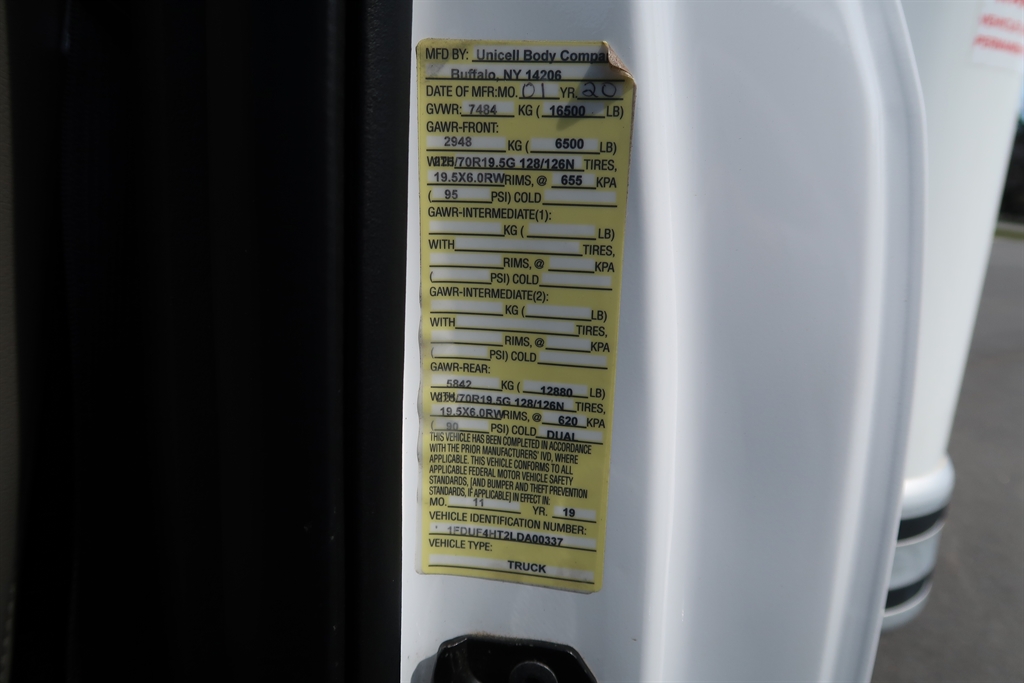 MFD BY: Unicell Body Compa
Buffalo, NY 14206
DATE OF MFR:MO. 01 YR. 20
GVWR: 7484 KG ( 16500 LB)
GAWR-FRONT:
2948 KG ( 6500 LB)
WITH 225/70R19.5G 128/126N TIRES,
19.5X6.0RW RIMS, @ 655 KPA
( 95 PSI) COLD
GAWR-INTERMEDIATE(1):
KG ( LB)
WITH TIRES,
RIMS, @ KPA
( PSI) COLD
GAWR-INTERMEDIATE(2):
KG ( LB)
WITH TIRES,
RIMS, @ KPA
( PSI) COLD
GAWR-REAR:
5842 KG ( 12880 LB)
WITH 225/70R19.5G 128/126N TIRES,
19.5X6.0RW RIMS, @ 620 KPA
( 90 PSI) COLD DUAL
THIS VEHICLE HAS BEEN COMPLETED IN ACCORDANCE
WITH THE PRIOR MANUFACTURERS' IVD, WHERE
APPLICABLE. THIS VEHICLE CONFORMS TO ALL
APPLICABLE FEDERAL MOTOR VEHICLE SAFETY
STANDARDS, [AND BUMPER AND THEFT PREVENTION
STANDARDS, IF APPLICABLE] IN EFFECT IN:
MO. 11 YR. 19
VEHICLE IDENTIFICATION NUMBER:
1FDUF4HT2LDA00337
VEHICLE TYPE:
TRUCK